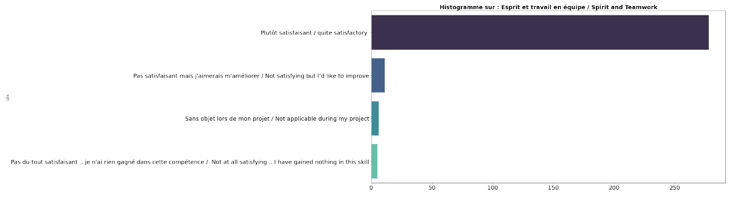 Histogramme sur : Esprit et travail en équipe / Spirit and Teamwork
Plutôt satisfaisant / quite satisfactory
Pas satisfaisant mais j'aimerais m'améliorer / Not satisfying but I'd like to improve
Sans objet lors de mon projet / Not applicable during my project
Pas du tout satisfaisant .. je n'ai rien gagné dans cette compétence / Not at all satisfying .. I have gained nothing in this skill
0 50 100 150 200 250